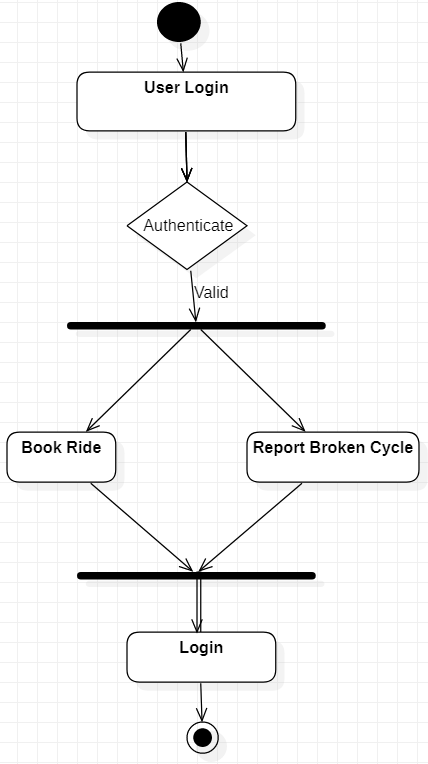 User Login
Authenticate
Valid
Book Ride
Report Broken Cycle
Login